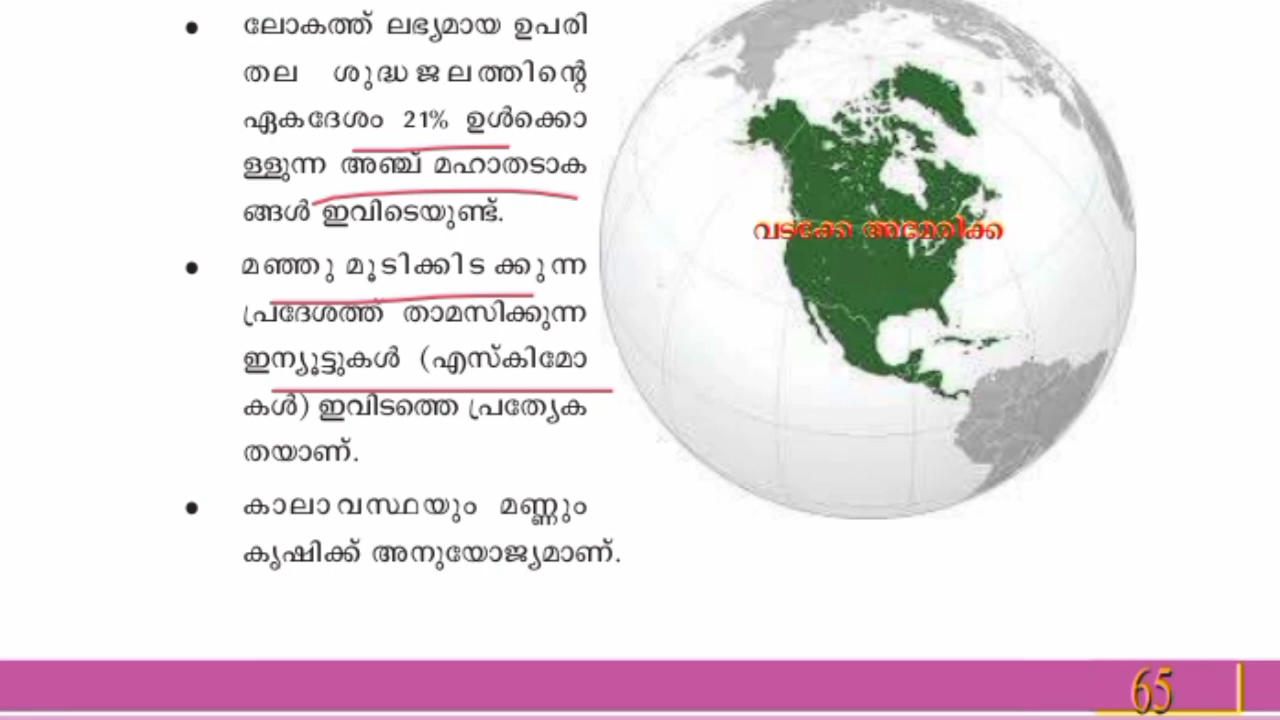 ലോകത്ത് ലഭ്യമായ ഉപരി
തല ശുദ്ധജലത്തിന്റെ
ഏകദേശം 21% ഉൾക്കൊ
ള്ളുന്ന അഞ്ച് മഹാതടാക
ങ്ങൾ ഇവിടെയുണ്ട്.
മഞ്ഞു മൂടിക്കിടക്കുന്ന
പ്രദേശത്ത് താമസിക്കുന്ന
ഇന്യൂട്ടുകൾ (എസ്കിമോ
കൾ) ഇവിടത്തെ പ്രത്യേക
തയാണ്.
കാലാവസ്ഥയും മണ്ണും
കൃഷിക്ക് അനുയോജ്യമാണ്.
വടക്കേ അമേരിക്ക
65